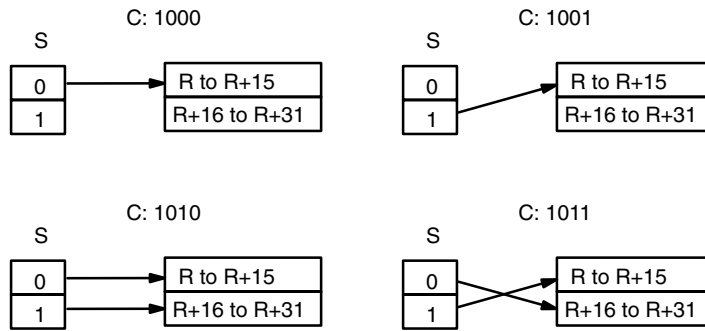 C: 1000
S
0
1
R to R+15
R+16 to R+31
C: 1001
S
0
1
R to R+15
R+16 to R+31
C: 1010
S
0
1
R to R+15
R+16 to R+31
C: 1011
S
0
1
R to R+15
R+16 to R+31